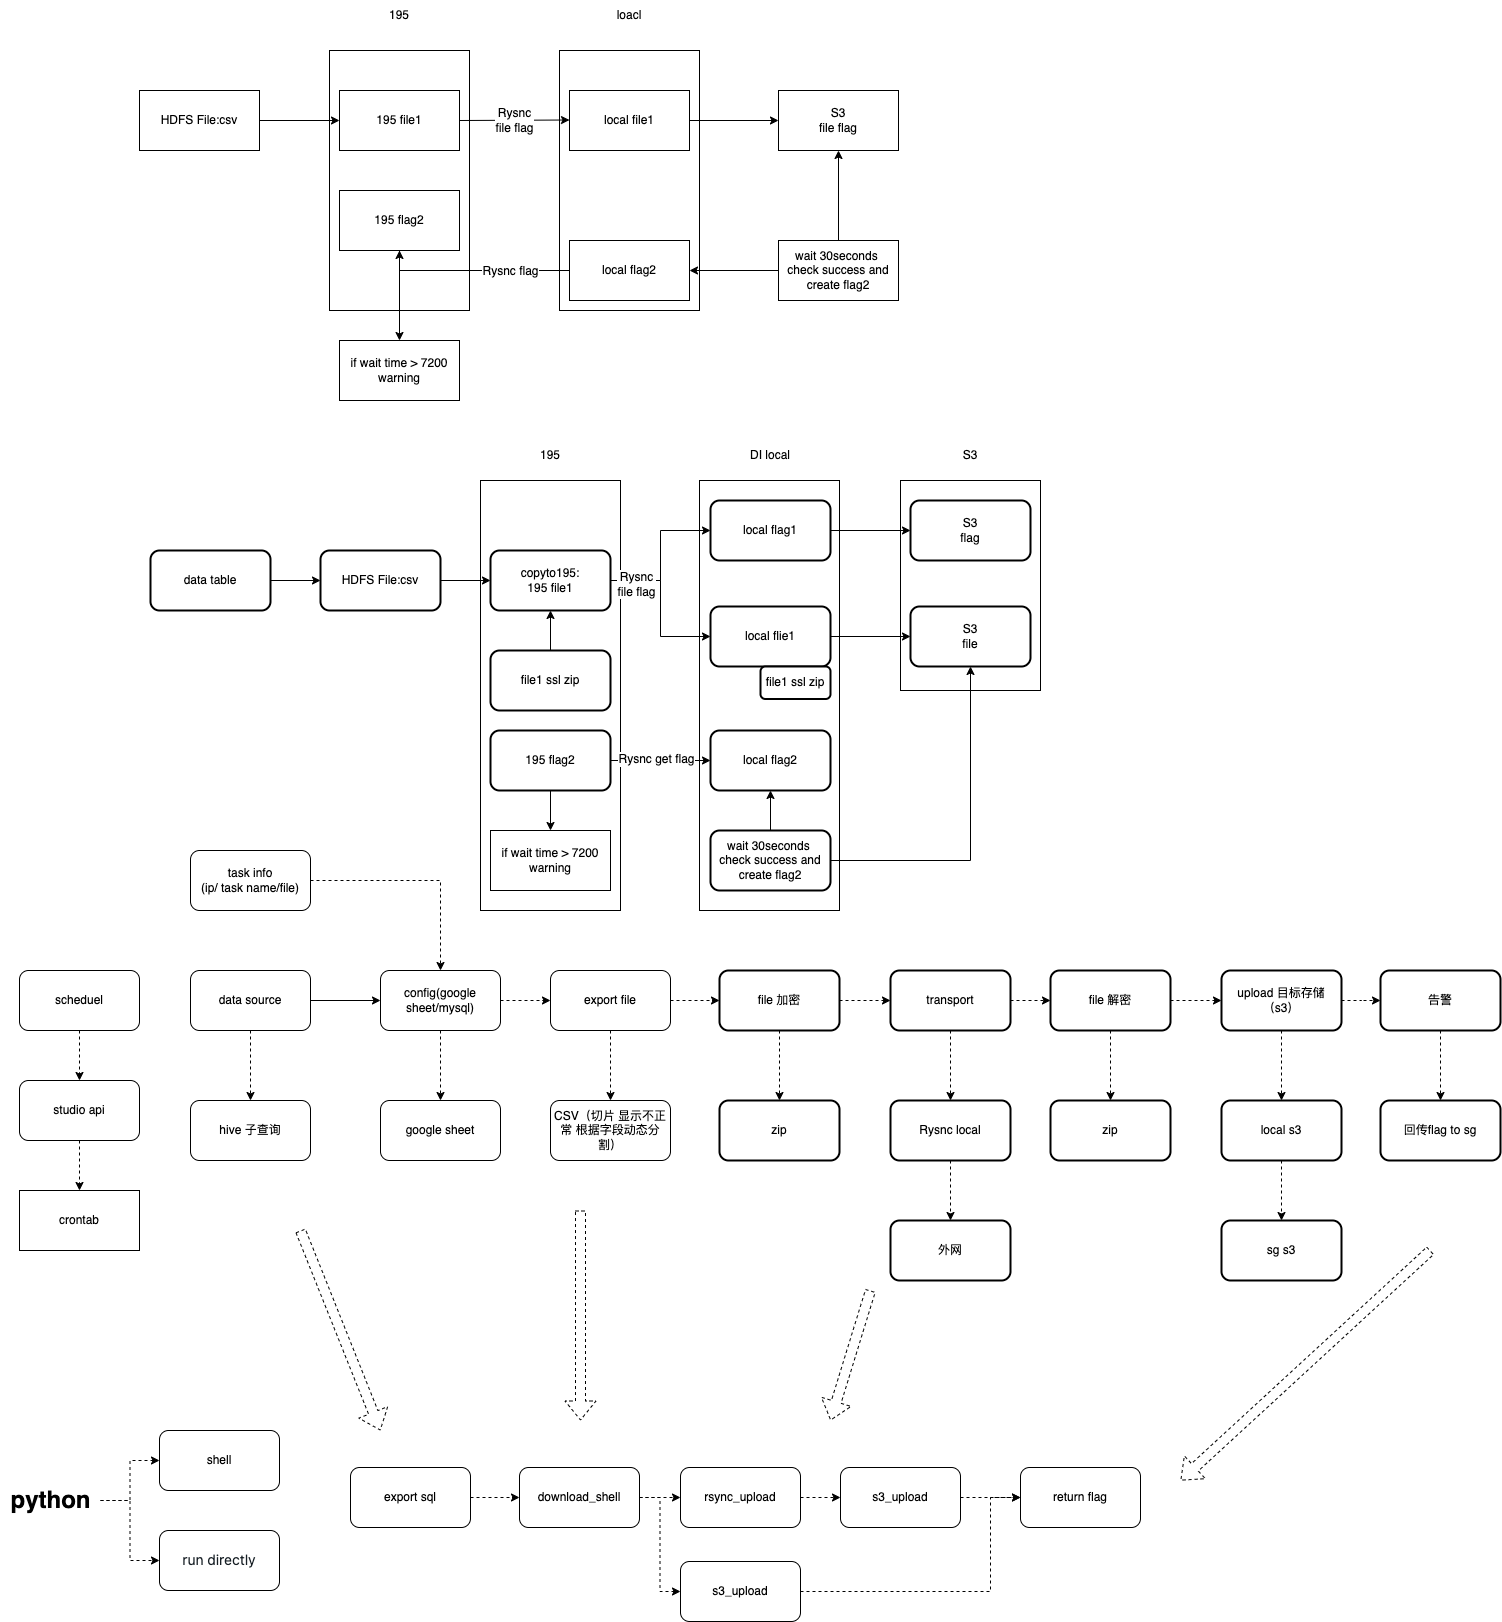 195
loacl
HDFS File:csv
195 file1
Rysnc
file flag
local file1
S3
file flag
195 flag2
Rysnc flag
local flag2
wait 30seconds
check success and
create flag2
if wait time > 7200
warning
195
DI local
S3
data table
HDFS File:csv
copyto195:
195 file1
Rysnc
file flag
local flag1
S3
flag
local flie1
S3
file
file1 ssl zip
file1 ssl zip
195 flag2
Rysnc get flag
local flag2
if wait time > 7200
warning
wait 30seconds
check success and
create flag2
task info
(ip/ task name/file)
scheduel
data source
config(google
sheet/mysql)
export file
file 加密
transport
file 解密
upload 目标存储
（s3）
告警
studio api
hive 子查询
google sheet
CSV（切片 显示不正
常 根据字段动态分
割）
zip
Rysnc local
zip
local s3
回传flag to sg
crontab
外网
sg s3
python
shell
run directly
export sql
download_shell
rsync_upload
s3_upload
return flag
s3_upload